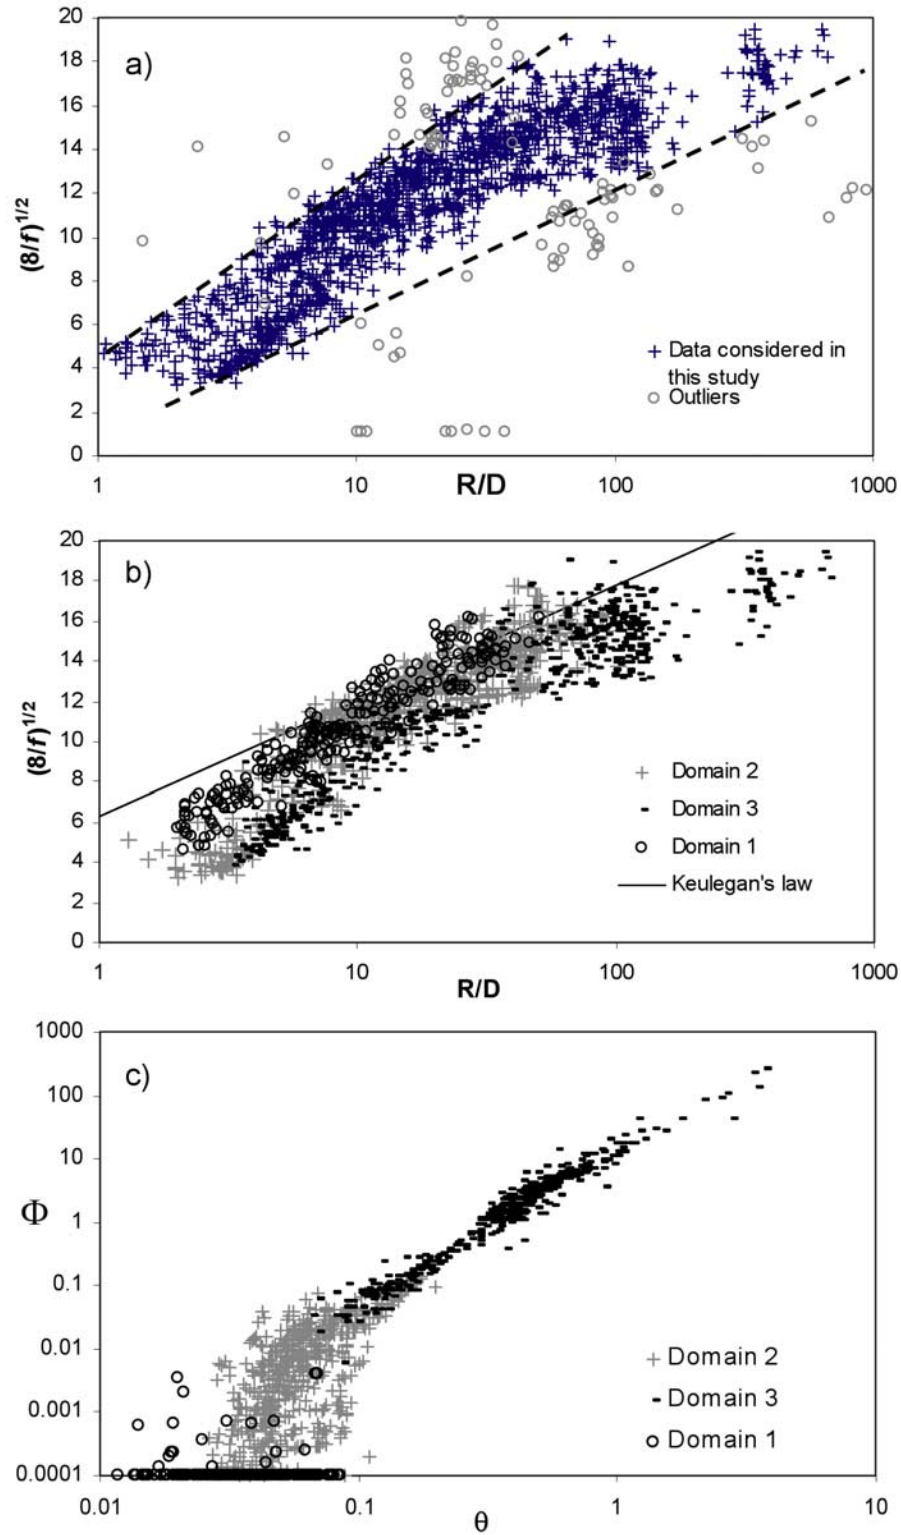 20
18
a)
16
14
12
10
8
6
4
2
0
(8/f)^1/2
Data considered in
this study
Outliers
1
10
R/D
100
1000
20
18
b)
16
14
12
10
8
6
4
2
0
(8/f)^1/2
Domain 2
Domain 3
Domain 1
Keulegan's law
1
10
R/D
100
1000
1000
c)
100
10
Φ
1
0.1
0.01
0.001
0.0001
Domain 2
Domain 3
Domain 1
0.01
0.1
θ
1
10